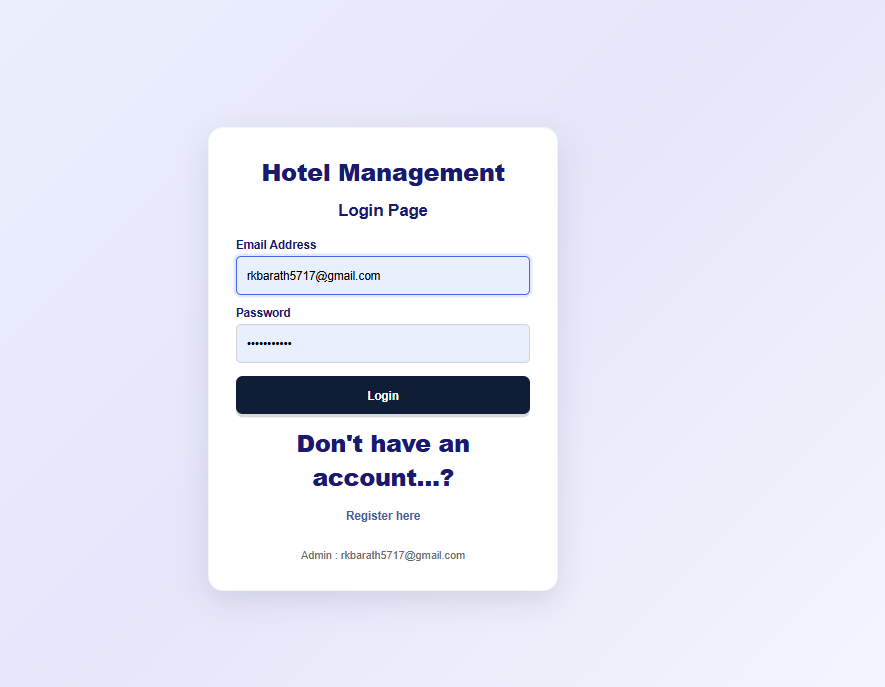 Hotel Management
Login Page
Email Address
rkbarath5717@gmail.com
Password
•••••••••••
Login
Don't have an
account...?
Register here
Admin : rkbarath5717@gmail.com